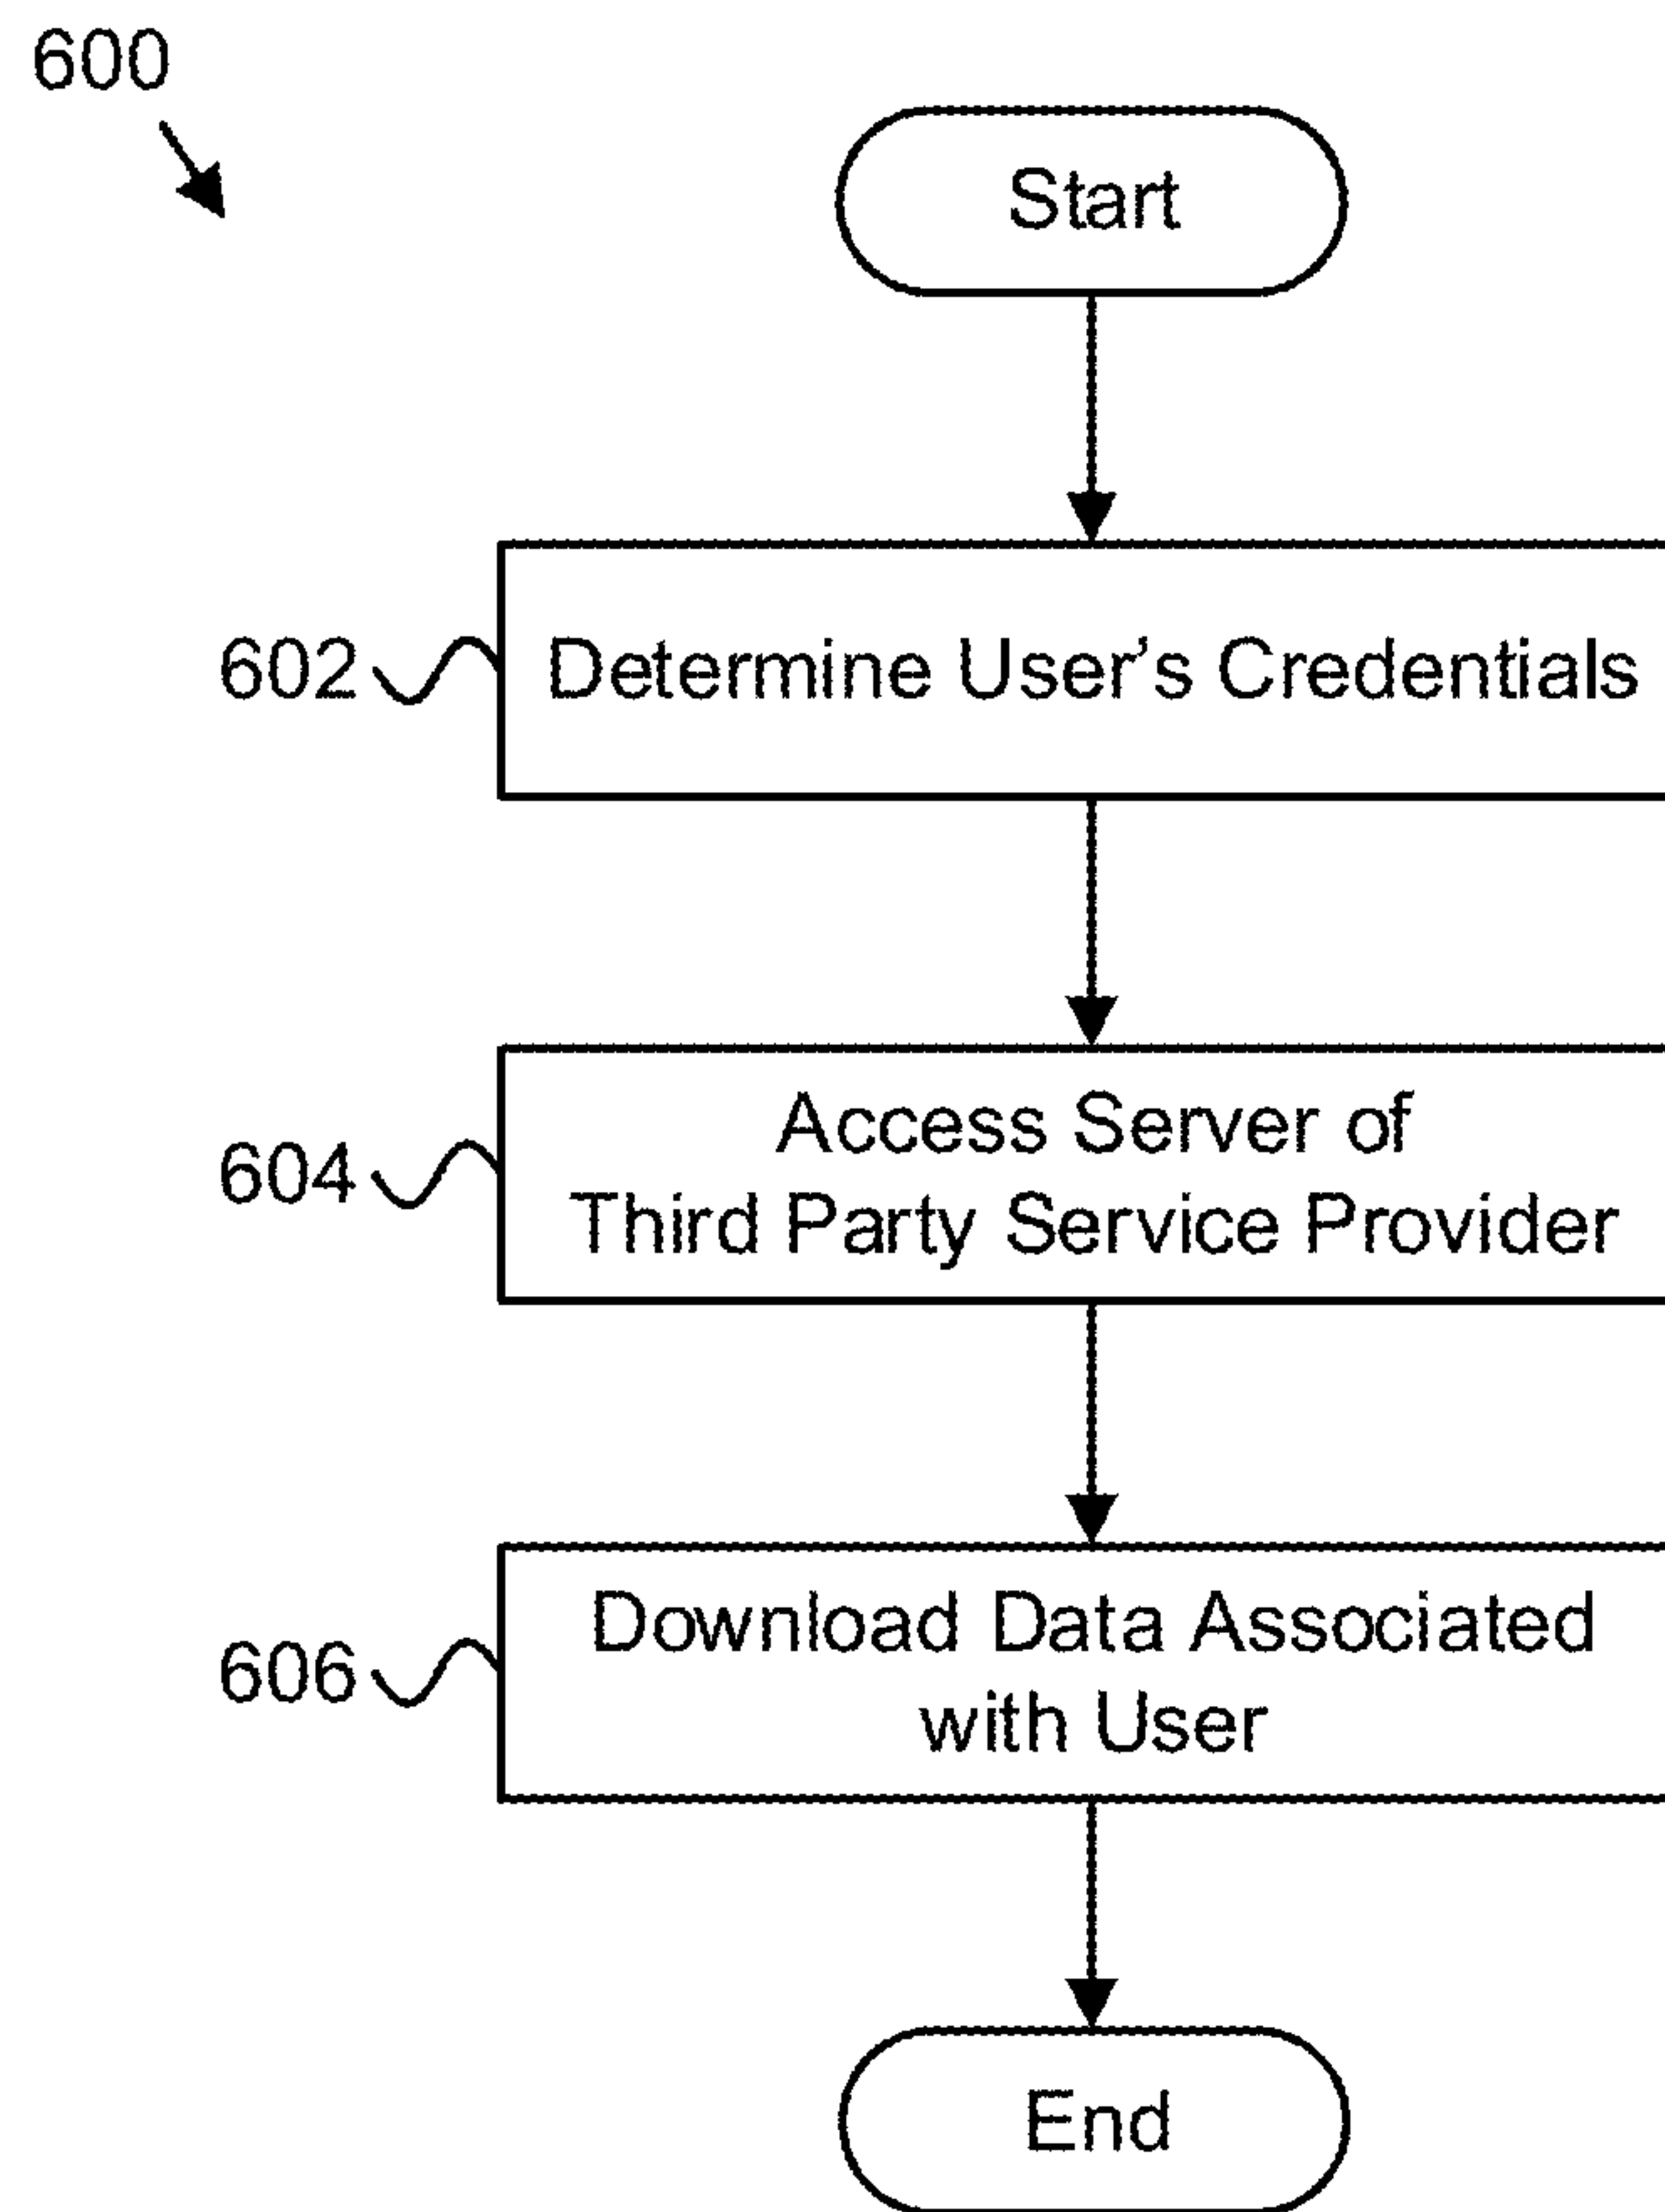 600
Start
602
Determine User’s Credentials
604
Access Server of
Third Party Service Provider
606
Download Data Associated
with User
End